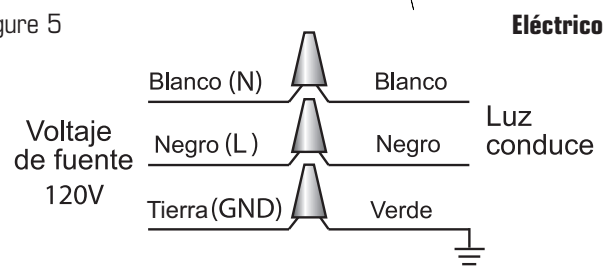 gure 5
Eléctrico
Blanco (N) Blanco
Voltaje
de fuente
120V
Negro (L) Negro
Luz
conduce
Tierra (GND) Verde